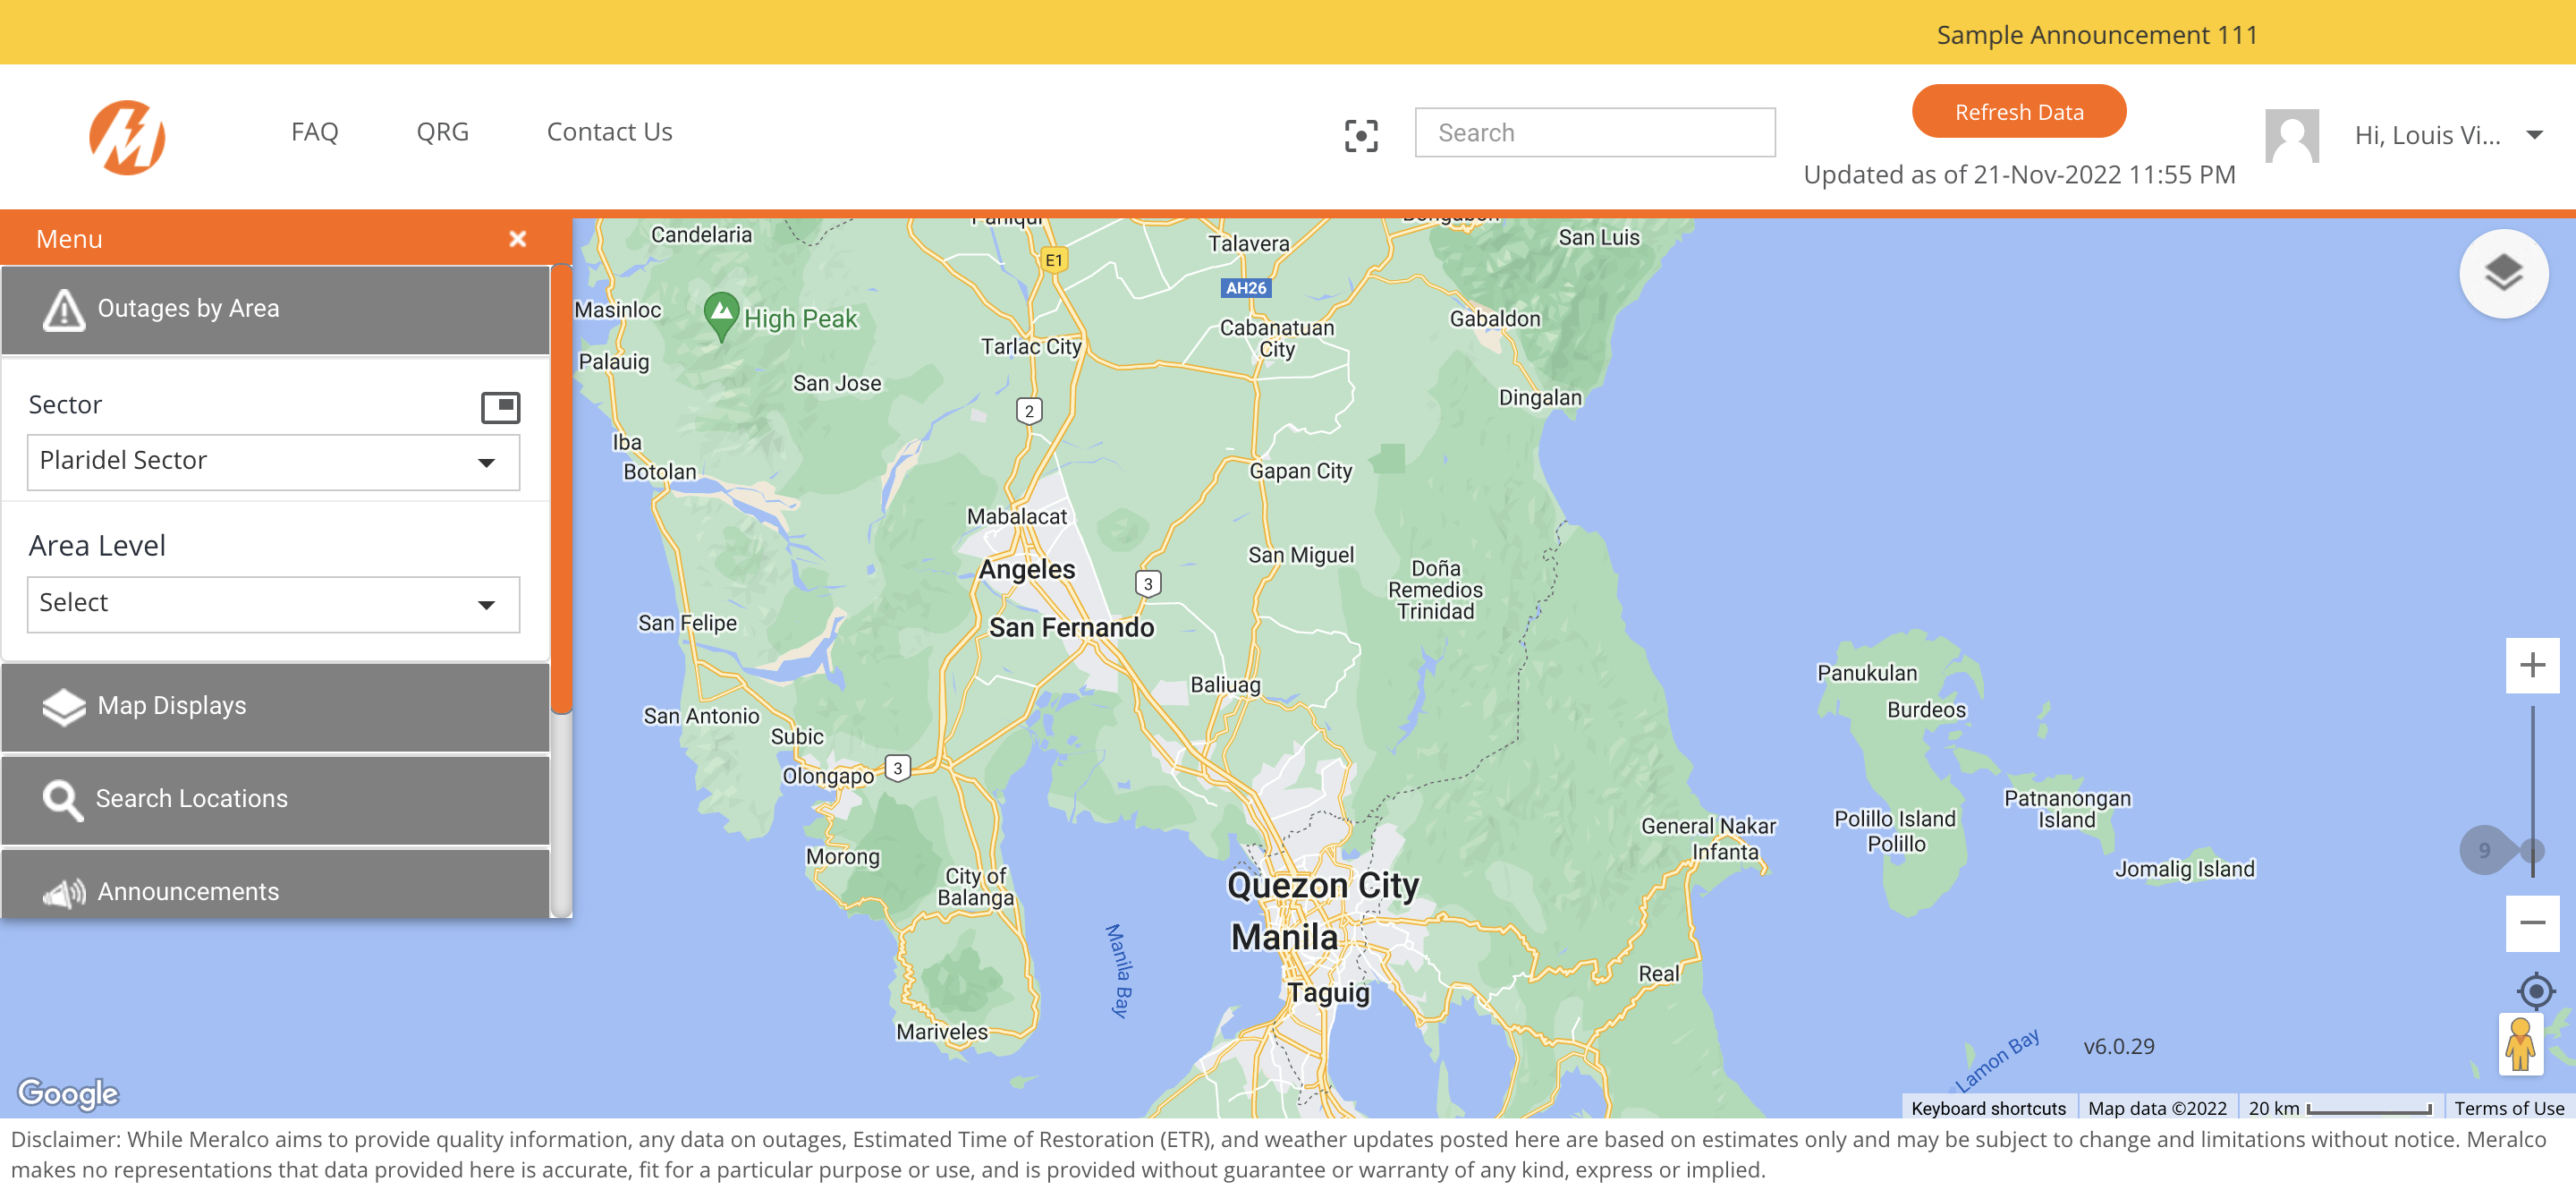 Sample Announcement 111
FAQ
QRG
Contact Us
Search
Refresh Data
Updated as of 21-Nov-2022 11:55 PM
Hi, Louis Vi...
Menu
Outages by Area
Sector
Plaridel Sector
Area Level
Select
Map Displays
Search Locations
Announcements
Candelaria
Paniqui
Talavera
San Luis
E1
AH26
Masinloc
High Peak
Cabanatuan
City
Gabaldon
Tarlac City
Palauig
San Jose
Dingalan
2
Iba
Botolan
Gapan City
Mabalacat
San Miguel
Angeles
3
Doña
Remedios
Trinidad
San Felipe
San Fernando
Baliuag
Panukulan
Burdeos
San Antonio
Subic
Olongapo
3
Patnanongan
Island
Polillo Island
Polillo
General Nakar
Infanta
Morong
Jomalig Island
9
City of
Balanga
Quezon City
Manila
Manila Bay
Real
Taguig
Mariveles
Lamon Bay
v6.0.29
Google
Keyboard shortcuts
Map data ©2022
20 km
Terms of Use
Disclaimer: While Meralco aims to provide quality information, any data on outages, Estimated Time of Restoration (ETR), and weather updates posted here are based on estimates only and may be subject to change and limitations without notice. Meralco
makes no representations that data provided here is accurate, fit for a particular purpose or use, and is provided without guarantee or warranty of any kind, express or implied.